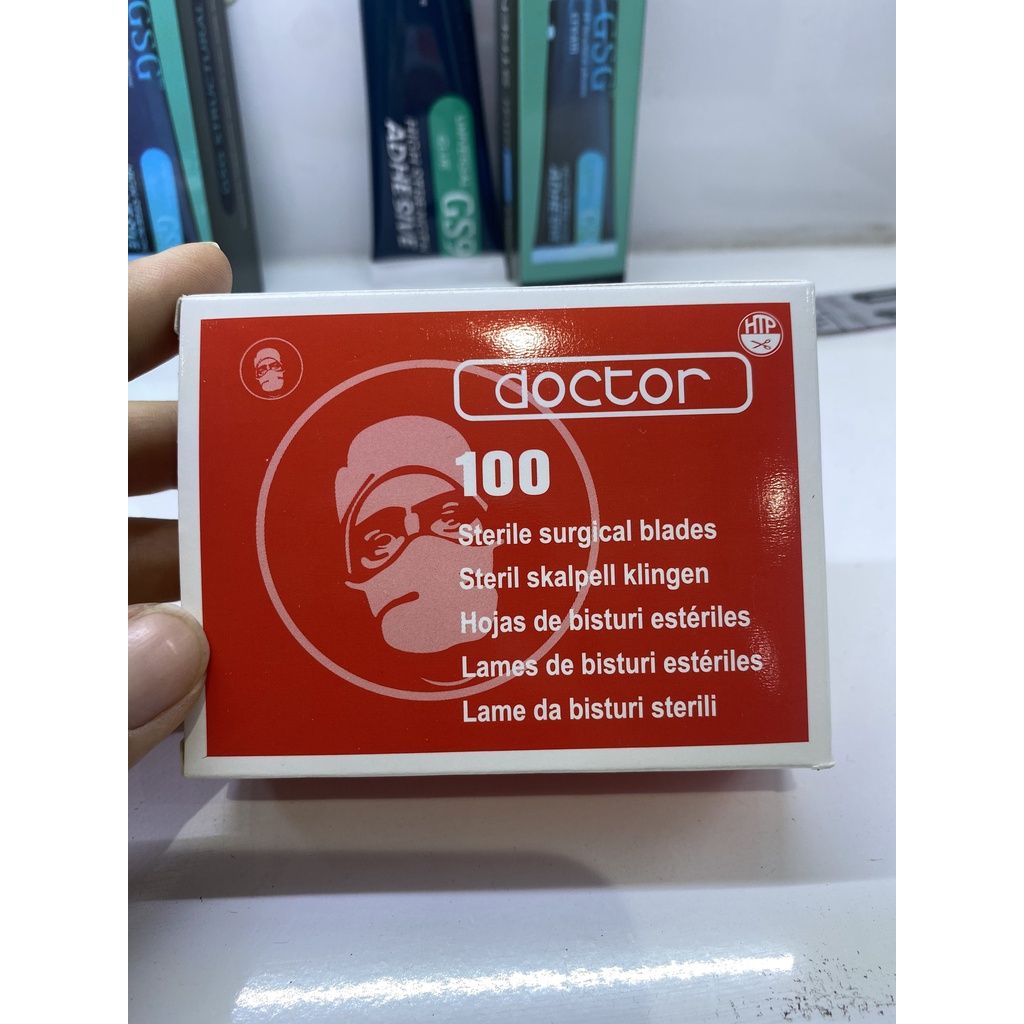 GSG
ADHESIVE
GS9
GSG
HTP
doctor
100
Sterile surgical blades
Steril skalpell klingen
Hojas de bisturi estériles
Lames de bisturi estériles
Lame da bisturi sterili